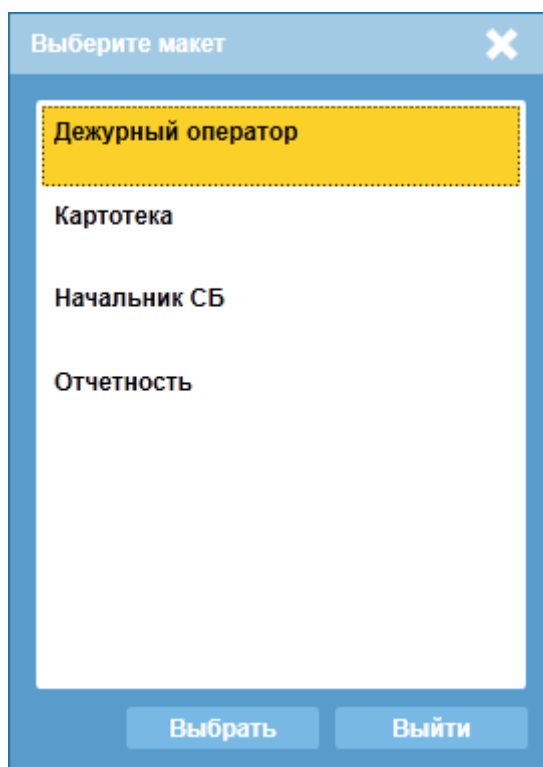 Выберите макет
Дежурный оператор
Картотека
Начальник СБ
Отчетность
Выбрать
Выйти